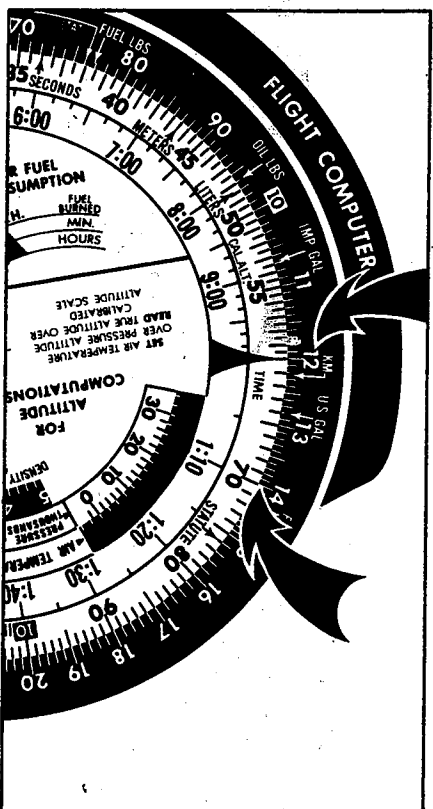 70
80
90
10
11
12
13
14
16
17
18
19
20
FUEL LBS
OIL LBS
IMP GAL
KM
U S GAL
FLIGHT COMPUTER
35
SECONDS
40
METERS
45
LITERS
50
CAL.ALT
55
TIME
70
STATUTE
80
90
10
6:00
7:00
8:00
9:00
1:10
1:20
1:30
1:40
R FUEL
SUMPTION
H.
FUEL
BURNED
MIN.
HOURS
FOR
ALTITUDE
COMPUTATIONS
SET AIR TEMPERATURE
OVER PRESSURE ALTITUDE
READ TRUE ALTITUDE OVER
CALIBRATED
ALTITUDE SCALE
30
20
10
0
DENSITY
PRESSURE
THOUSANDS
AIR TEMPERA